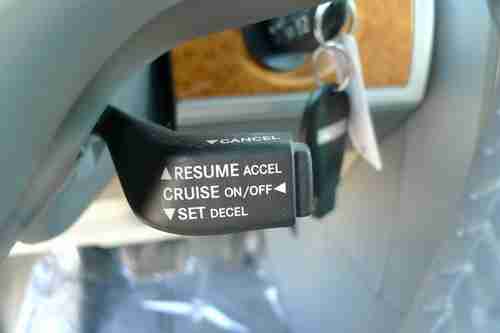 ▼CANCEL
▲RESUME ACCEL
CRUISE ON/OFF◀
▼SET DECEL